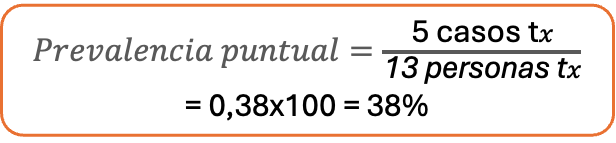 Prevalencia puntual = 5 casos tx / 13 personas tx
= 0,38x100 = 38%